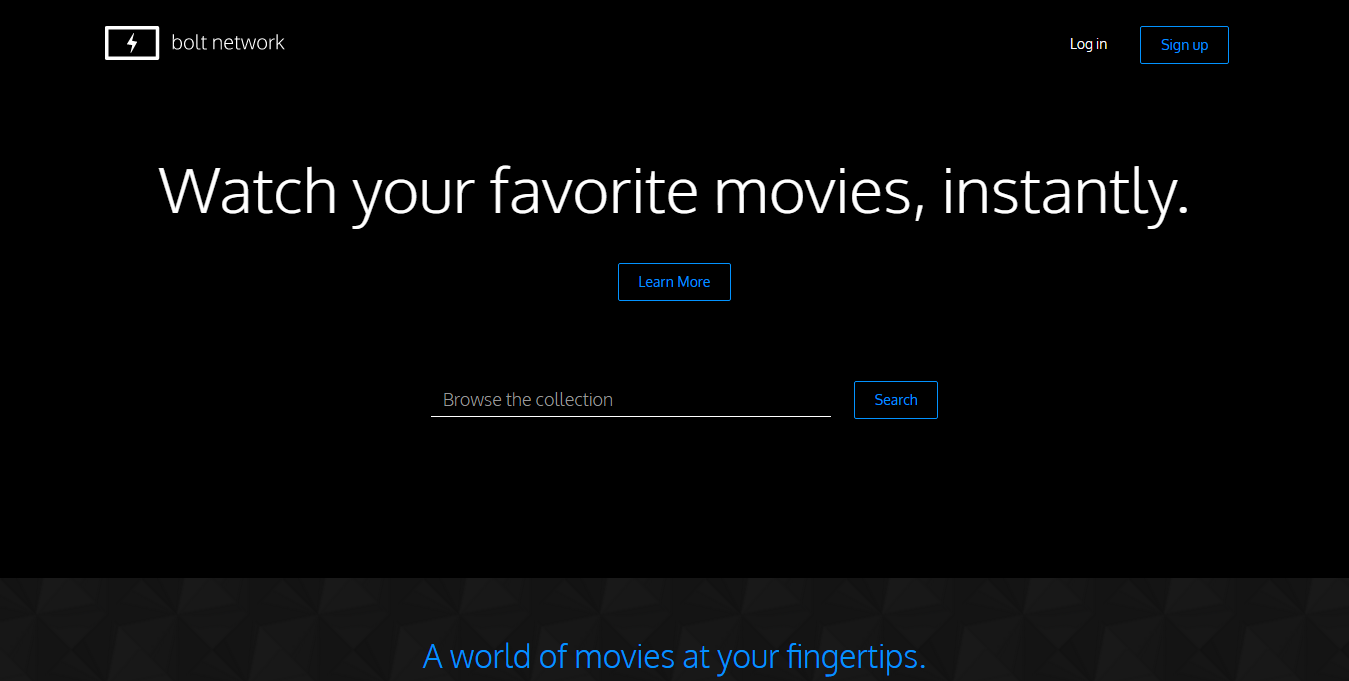 bolt network
Log in
Sign up
Watch your favorite movies, instantly.
Learn More
Browse the collection
Search
A world of movies at your fingertips.